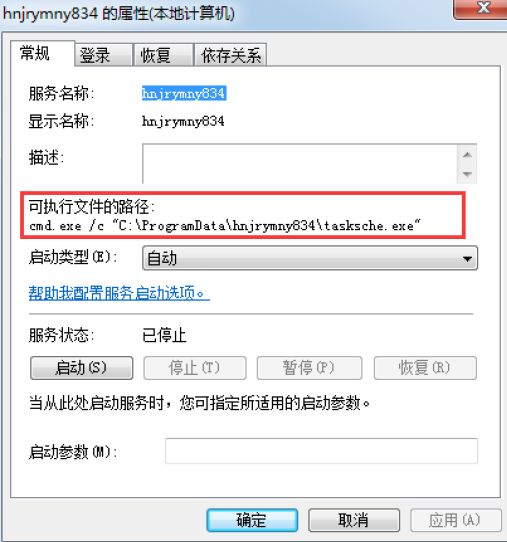 hnjrymny834 的属性(本地计算机)
常规 登录 恢复 依存关系
服务名称: hnjrymny834
显示名称: hnjrymny834
描述:
可执行文件的路径:
cmd.exe /c "C:\ProgramData\hnjrymny834\tasksche.exe"
启动类型(E): 自动
帮助我配置服务启动选项。
服务状态: 已停止
启动(S) 停止(T) 暂停(P) 恢复(R)
当从此处启动服务时，您可指定所适用的启动参数。
启动参数(M):
确定 取消 应用(A)